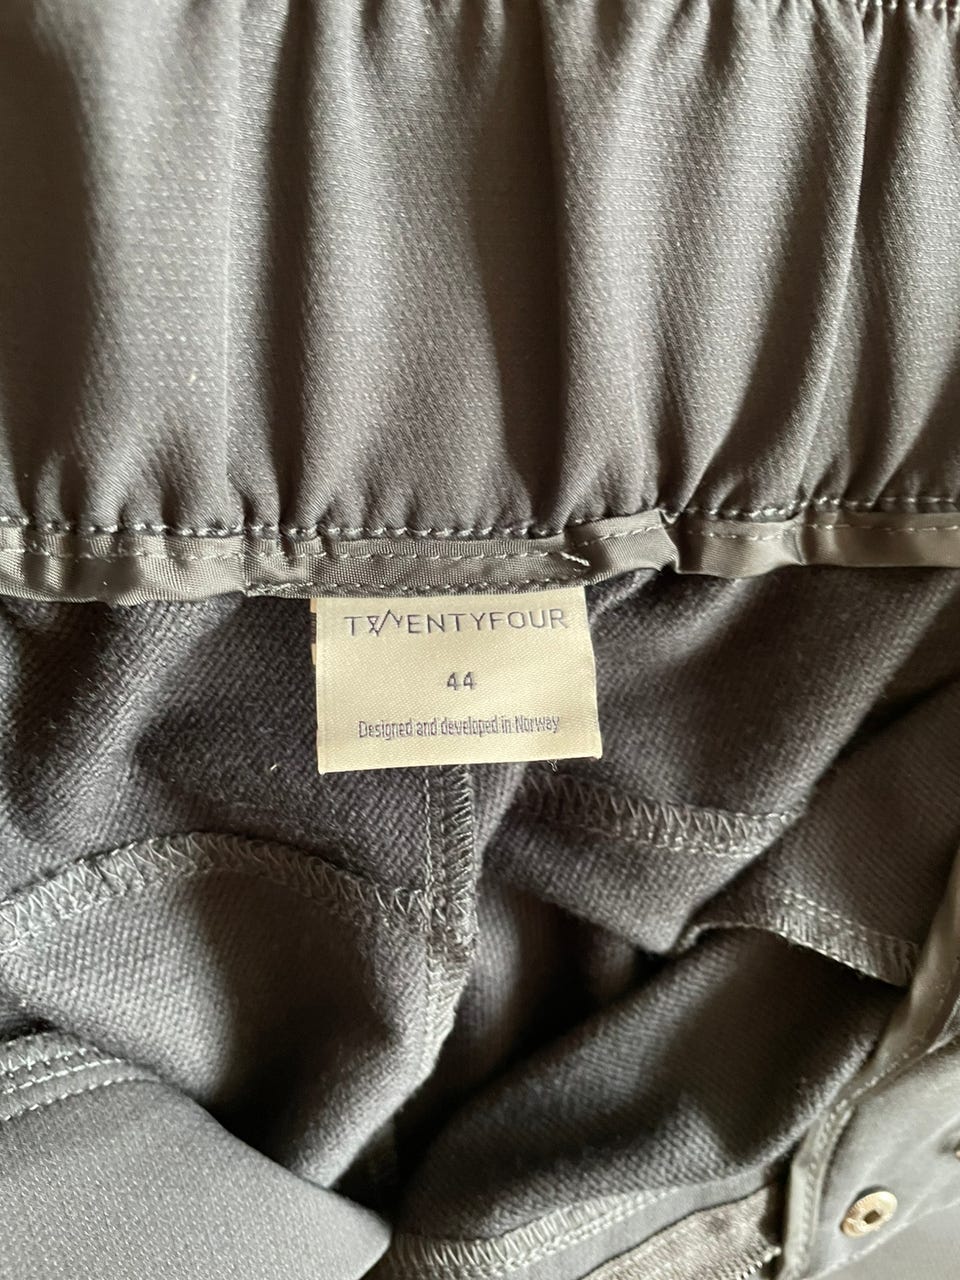 TWENTYFOUR
44
Designed and developed in Norway